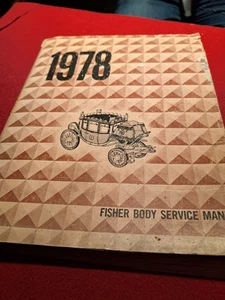 1978
FISHER BODY SERVICE MAN